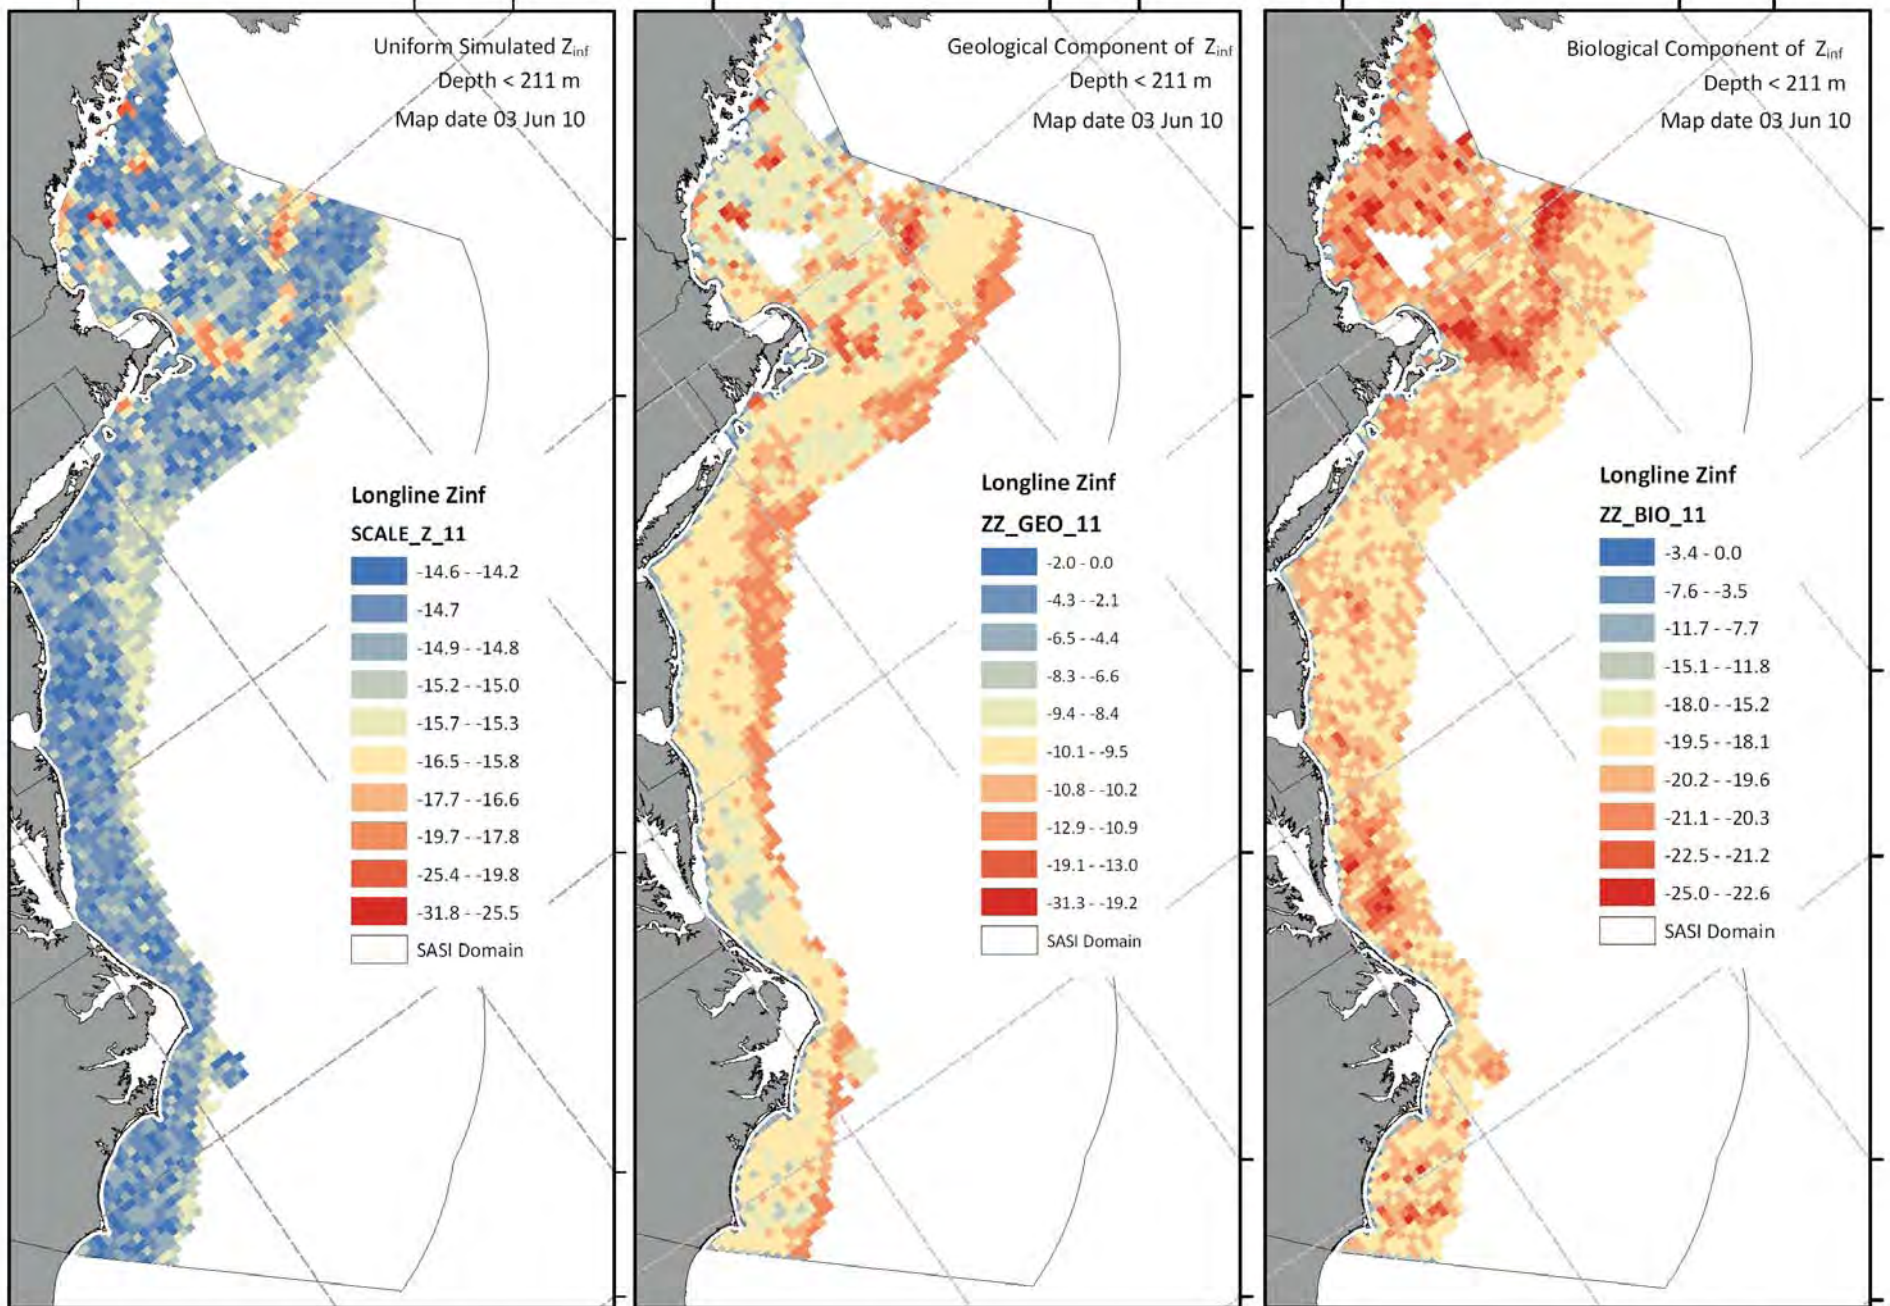 Uniform Simulated Zinf
Depth < 211 m
Map date 03 Jun 10
Longline Zinf
SCALE_Z_11
-14.6 - -14.2
-14.7
-14.9 - -14.8
-15.2 - -15.0
-15.7 - -15.3
-16.5 - -15.8
-17.7 - -16.6
-19.7 - -17.8
-25.4 - -19.8
-31.8 - -25.5
SASI Domain
Geological Component of Zinf
Depth < 211 m
Map date 03 Jun 10
Longline Zinf
ZZ_GEO_11
-2.0 - 0.0
-4.3 - -2.1
-6.5 - -4.4
-8.3 - -6.6
-9.4 - -8.4
-10.1 - -9.5
-10.8 - -10.2
-12.9 - -10.9
-19.1 - -13.0
-31.3 - -19.2
SASI Domain
Biological Component of Zinf
Depth < 211 m
Map date 03 Jun 10
Longline Zinf
ZZ_BIO_11
-3.4 - 0.0
-7.6 - -3.5
-11.7 - -7.7
-15.1 - -11.8
-18.0 - -15.2
-19.5 - -18.1
-20.2 - -19.6
-21.1 - -20.3
-22.5 - -21.2
-25.0 - -22.6
SASI Domain